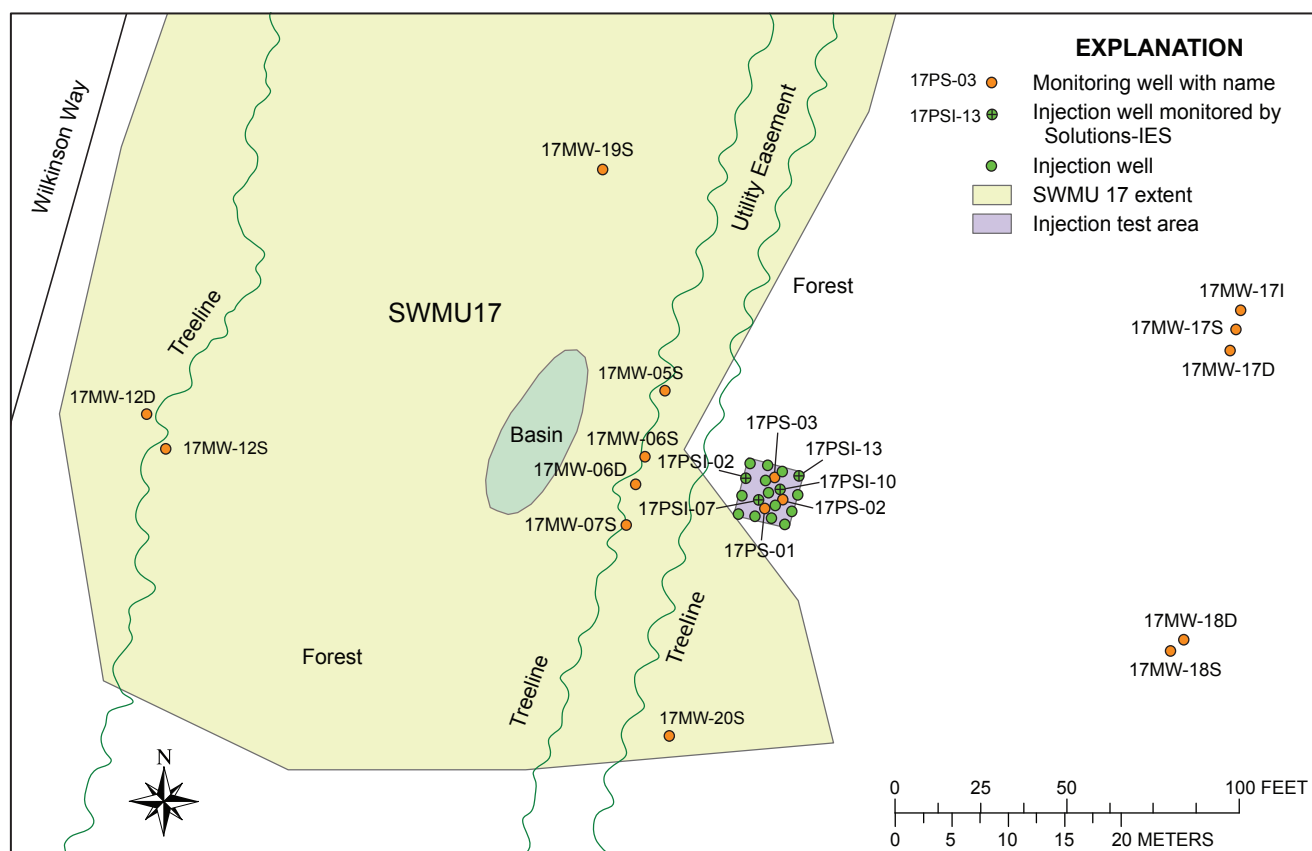 EXPLANATION
17PS-03
Monitoring well with name
17PSI-13
Injection well monitored by
Solutions-IES
Injection well
SWMU 17 extent
Injection test area
Wilkinson Way
Treeline
17MW-19S
Utility Easement
Forest
SWMU17
17MW-17I
17MW-17S
17MW-17D
17MW-12D
17MW-12S
Basin
17MW-05S
17MW-06S
17MW-06D
17MW-07S
17PS-03
17PSI-02
17PSI-13
17PSI-10
17PSI-07
17PS-02
17PS-01
Forest
Treeline
Treeline
17MW-18D
17MW-18S
17MW-20S
N
0 25 50 100 FEET
0 5 10 15 20 METERS